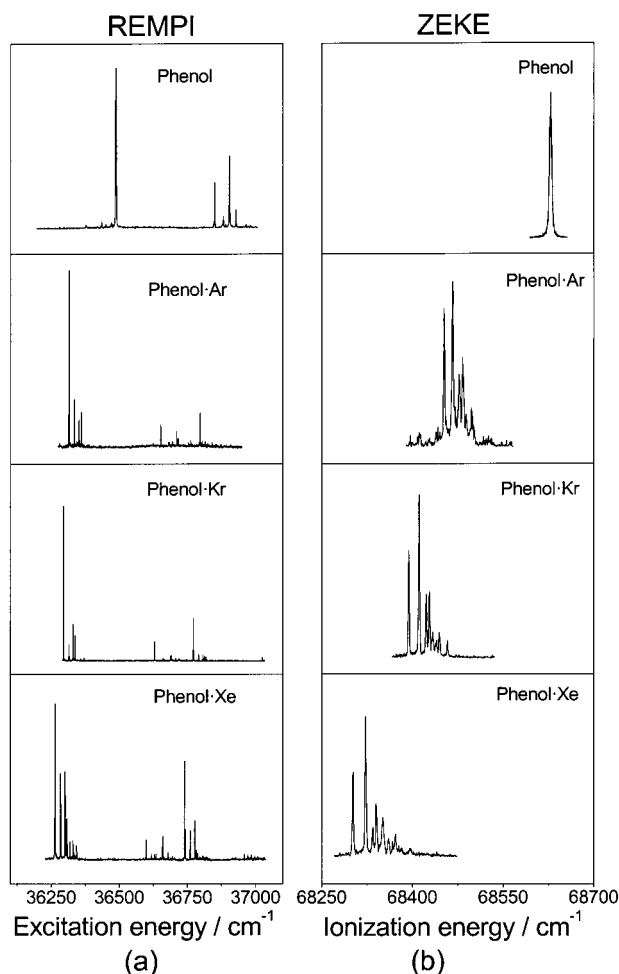 REMPI
ZEKE
Phenol
Phenol
Phenol·Ar
Phenol·Ar
Phenol·Kr
Phenol·Kr
Phenol·Xe
Phenol·Xe
36250 36500 36750 37000
68250 68400 68550 68700
Excitation energy / cm⁻¹
Ionization energy / cm⁻¹
(a)
(b)